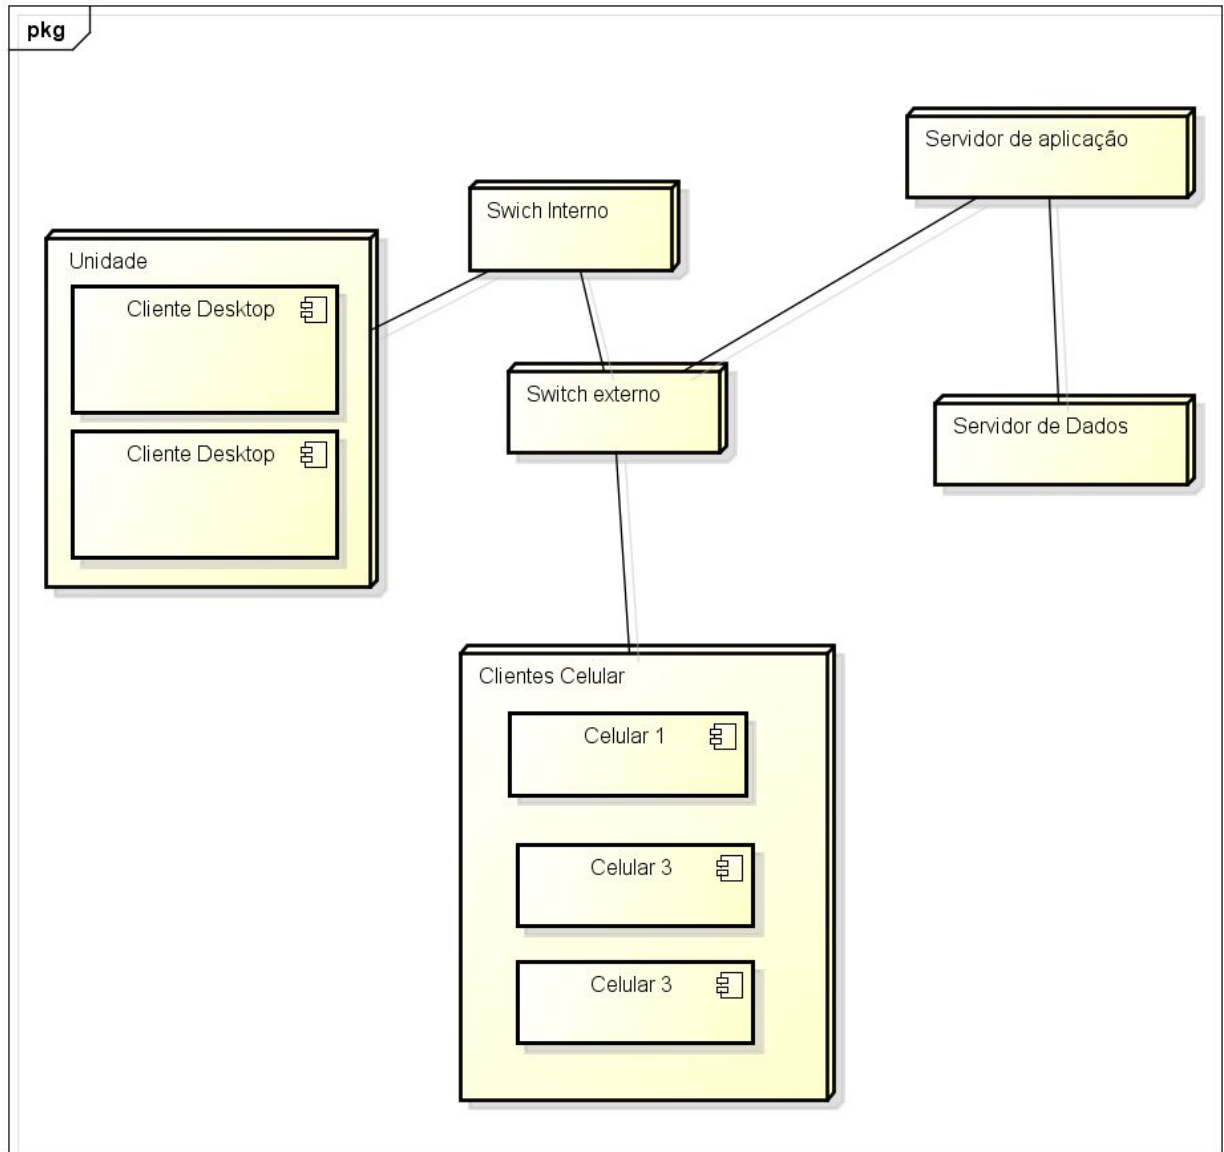 pkg
Servidor de aplicação
Swich Interno
Unidade
Cliente Desktop
Switch externo
Servidor de Dados
Cliente Desktop
Clientes Celular
Celular 1
Celular 3
Celular 3